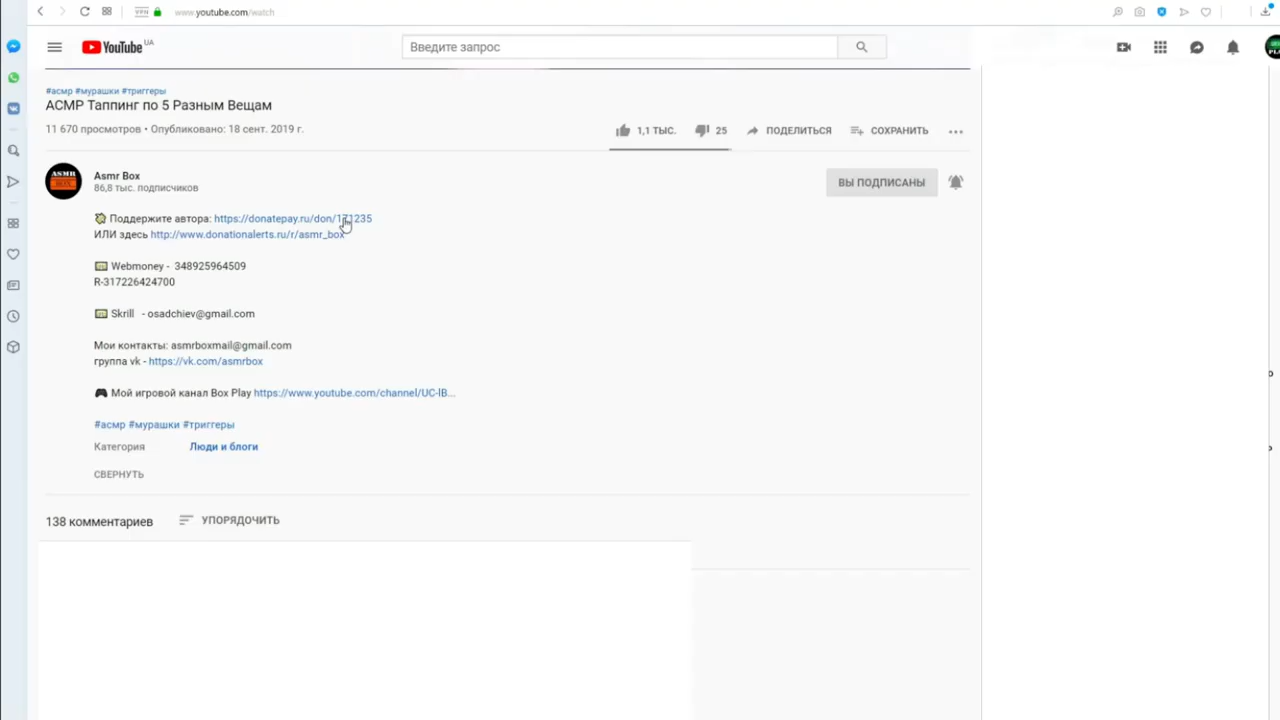 VPN www.youtube.com/watch
YouTube UA
Введите запрос
#асмр #мурашки #триггеры
АСМР Таппинг по 5 Разным Вещам
11 670 просмотров • Опубликовано: 18 сент. 2019 г.
1,1 ТЫС. 25 ПОДЕЛИТЬСЯ СОХРАНИТЬ
ASMR BOX
Asmr Box
86,8 тыс. подписчиков
ВЫ ПОДПИСАНЫ
Поддержите автора: https://donatepay.ru/don/171235
ИЛИ здесь http://www.donationalerts.ru/r/asmr_box
Webmoney - 348925964509
R-317226424700
Skrill - osadchiev@gmail.com
Мои контакты: asmrboxmail@gmail.com
группа vk - https://vk.com/asmrbox
Мой игровой канал Box Play https://www.youtube.com/channel/UC-lB...
#асмр #мурашки #триггеры
Категория Люди и блоги
СВЕРНУТЬ
138 комментариев УПОРЯДОЧИТЬ